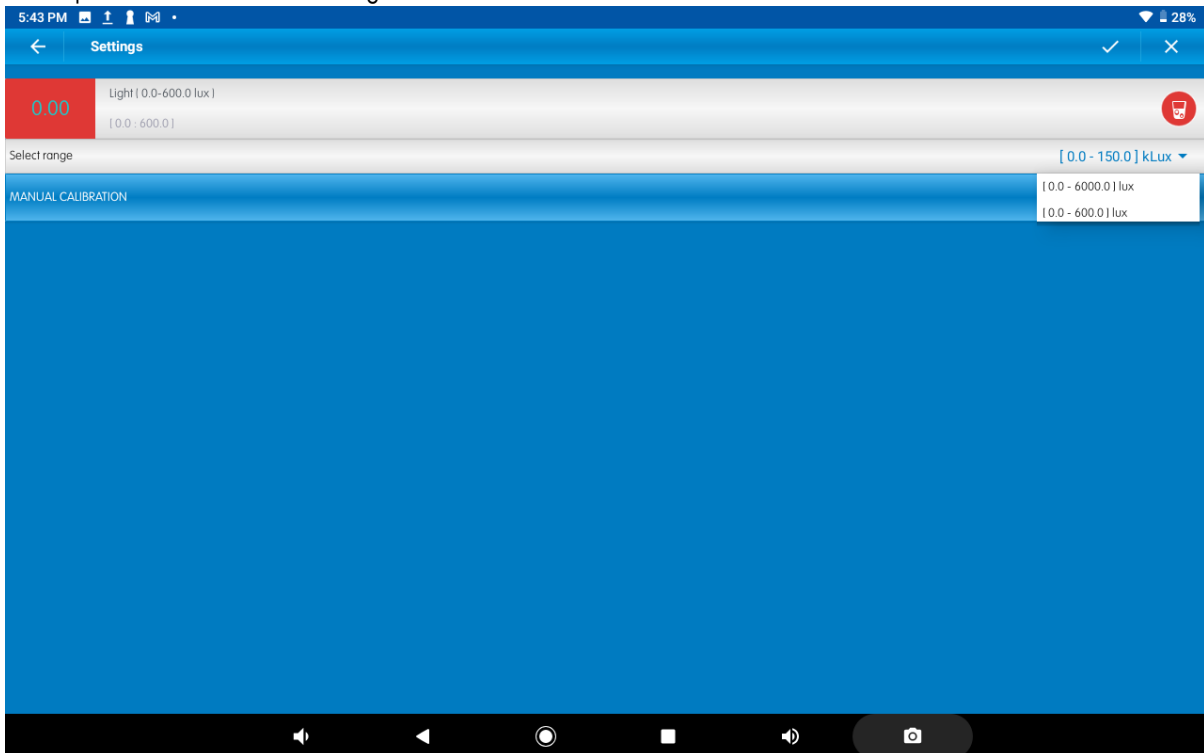 5:43 PM
28%
Settings
0.00
Light ( 0.0-600.0 lux )
( 0.0 : 600.0 )
Select range
[ 0.0 - 150.0 ] kLux
[ 0.0 - 6000.0 ] lux
[ 0.0 - 600.0 ] lux
MANUAL CALIBRATION